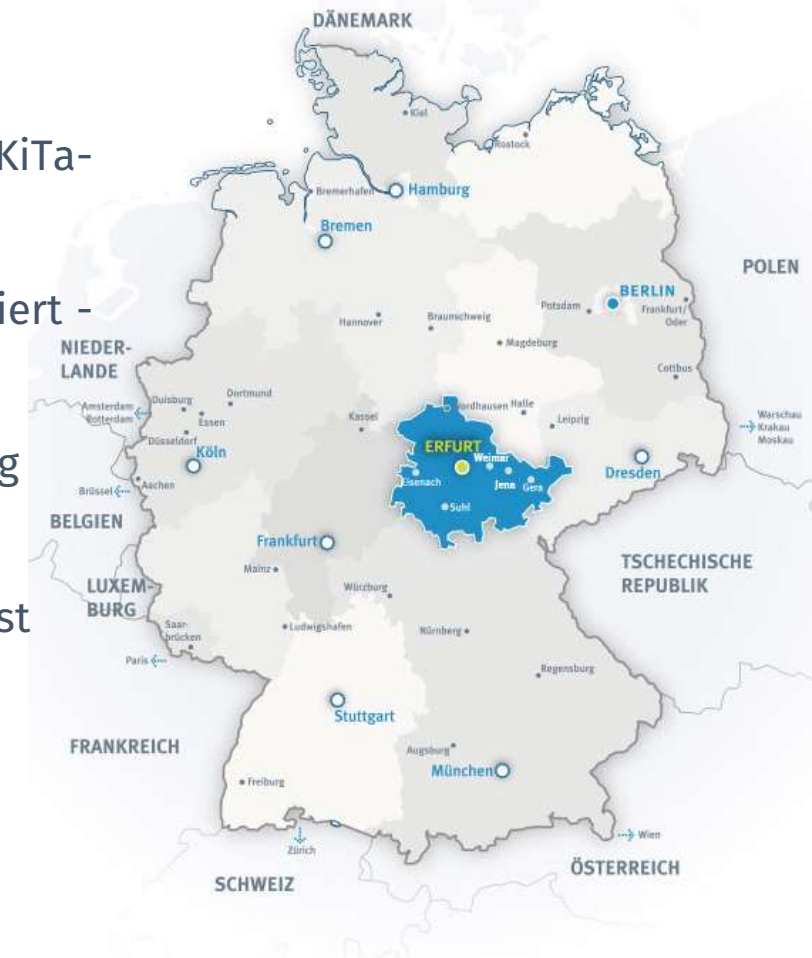 KiTa-
iert -
g
st
DÄNEMARK
Kiel
Rostock
Hamburg
Bremerhafen
Bremen
POLEN
BERLIN
Potsdam
Frankfurt/
Oder
Hannover
Braunschweig
Magdeburg
NIEDER-
LANDE
Cottbus
Amsterdam
Rotterdam
Duisburg
Dortmund
Essen
Düsseldorf
Kassel
Nordhausen
Halle
Leipzig
Warschau
Krakau
Moskau
Köln
ERFURT
Weimar
Dresden
Brüssel
Aachen
Eisenach
Jena
Gera
Suhl
BELGIEN
Frankfurt
Mainz
TSCHECHISCHE
REPUBLIK
LUXEM-
BURG
Würzburg
Saar-
brücken
Ludwigshafen
Nürnberg
Paris
Regensburg
Stuttgart
FRANKREICH
Augsburg
München
Freiburg
Wien
Zürich
ÖSTERREICH
SCHWEIZ